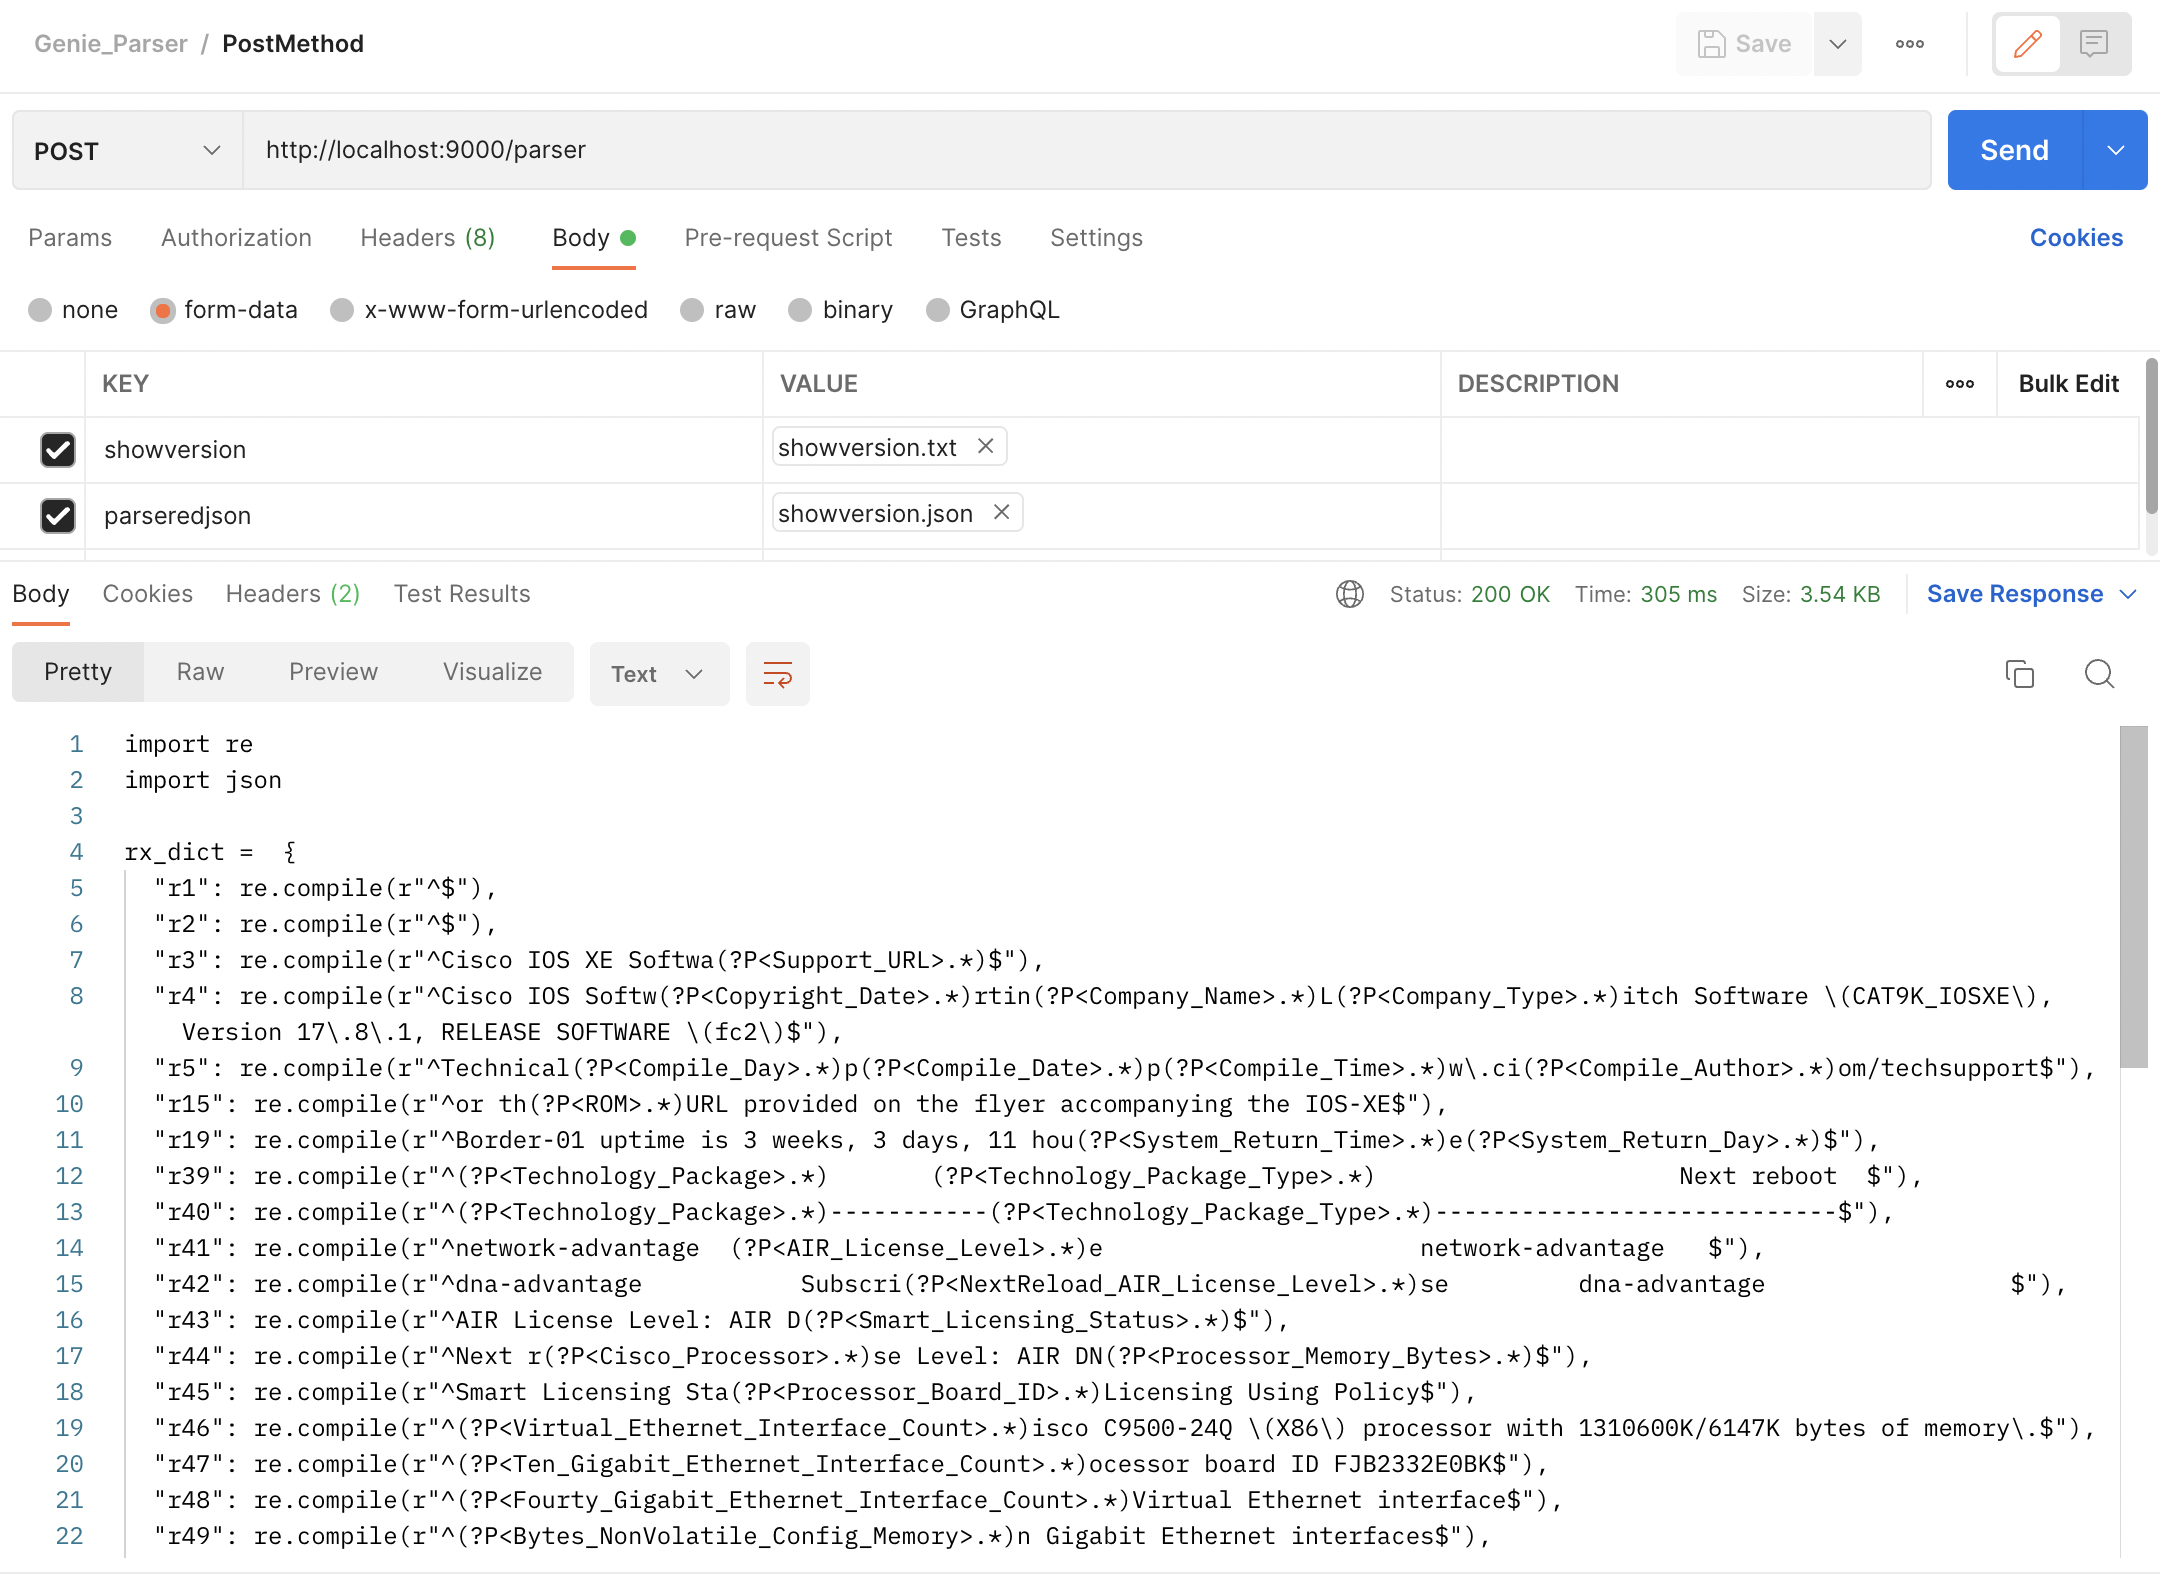 Genie_Parser / PostMethod
Save
POST http://localhost:9000/parser Send
Params Authorization Headers (8) Body Pre-request Script Tests Settings Cookies
none form-data x-www-form-urlencoded raw binary GraphQL
KEY VALUE DESCRIPTION Bulk Edit
showversion showversion.txt
parseredjson showversion.json
Body Cookies Headers (2) Test Results Status: 200 OK Time: 305 ms Size: 3.54 KB Save Response
Pretty Raw Preview Visualize Text
1 import re
2 import json
3
4 rx_dict =  {
5 "r1": re.compile(r"^$"),
6 "r2": re.compile(r"^$"),
7 "r3": re.compile(r"^Cisco IOS XE Softwa(?P<Support_URL>.*)$"),
8 "r4": re.compile(r"^Cisco IOS Softw(?P<Copyright_Date>.*)rtin(?P<Company_Name>.*)L(?P<Company_Type>.*)itch Software \(CAT9K_IOSXE\),
Version 17\.8\.1, RELEASE SOFTWARE \(fc2\)$"),
9 "r5": re.compile(r"^Technical(?P<Compile_Day>.*)p(?P<Compile_Date>.*)p(?P<Compile_Time>.*)w\.ci(?P<Compile_Author>.*)om/techsupport$"),
10 "r15": re.compile(r"^or th(?P<ROM>.*)URL provided on the flyer accompanying the IOS-XE$"),
11 "r19": re.compile(r"^Border-01 uptime is 3 weeks, 3 days, 11 hou(?P<System_Return_Time>.*)e(?P<System_Return_Day>.*)$"),
12 "r39": re.compile(r"^(?P<Technology_Package>.*)       (?P<Technology_Package_Type>.*)                     Next reboot  $"),
13 "r40": re.compile(r"^(?P<Technology_Package>.*)-----------(?P<Technology_Package_Type>.*)----------------------------$"),
14 "r41": re.compile(r"^network-advantage  (?P<AIR_License_Level>.*)e                      network-advantage   $"),
15 "r42": re.compile(r"^dna-advantage           Subscri(?P<NextReload_AIR_License_Level>.*)se         dna-advantage                 $"),
16 "r43": re.compile(r"^AIR License Level: AIR D(?P<Smart_Licensing_Status>.*)$"),
17 "r44": re.compile(r"^Next r(?P<Cisco_Processor>.*)se Level: AIR DN(?P<Processor_Memory_Bytes>.*)$"),
18 "r45": re.compile(r"^Smart Licensing Sta(?P<Processor_Board_ID>.*)Licensing Using Policy$"),
19 "r46": re.compile(r"^(?P<Virtual_Ethernet_Interface_Count>.*)isco C9500-24Q \(X86\) processor with 1310600K/6147K bytes of memory\.$"),
20 "r47": re.compile(r"^(?P<Ten_Gigabit_Ethernet_Interface_Count>.*)ocessor board ID FJB2332E0BK$"),
21 "r48": re.compile(r"^(?P<Fourty_Gigabit_Ethernet_Interface_Count>.*)Virtual Ethernet interface$"),
22 "r49": re.compile(r"^(?P<Bytes_NonVolatile_Config_Memory>.*)n Gigabit Ethernet interfaces$"),